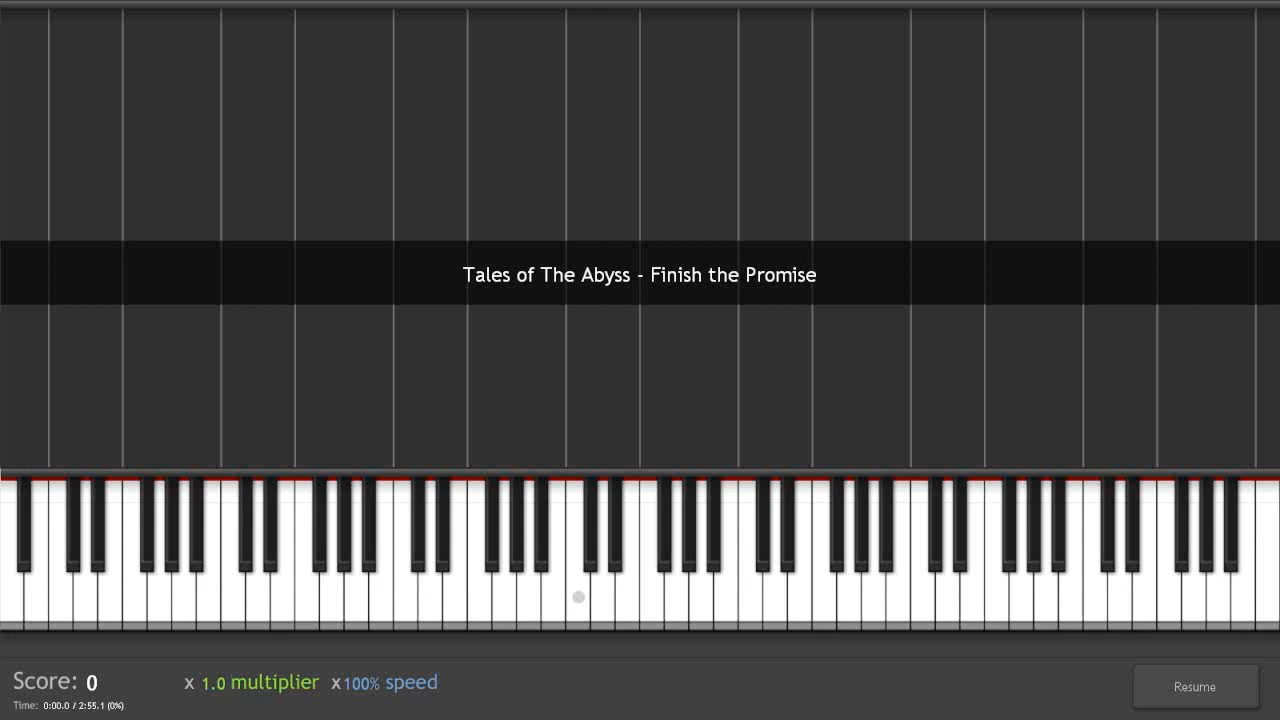 Tales of The Abyss - Finish the Promise
Score: 0 x 1.0 multiplier x100% speed
Time: 0:00.0 / 2:55.1 (0%)
Resume